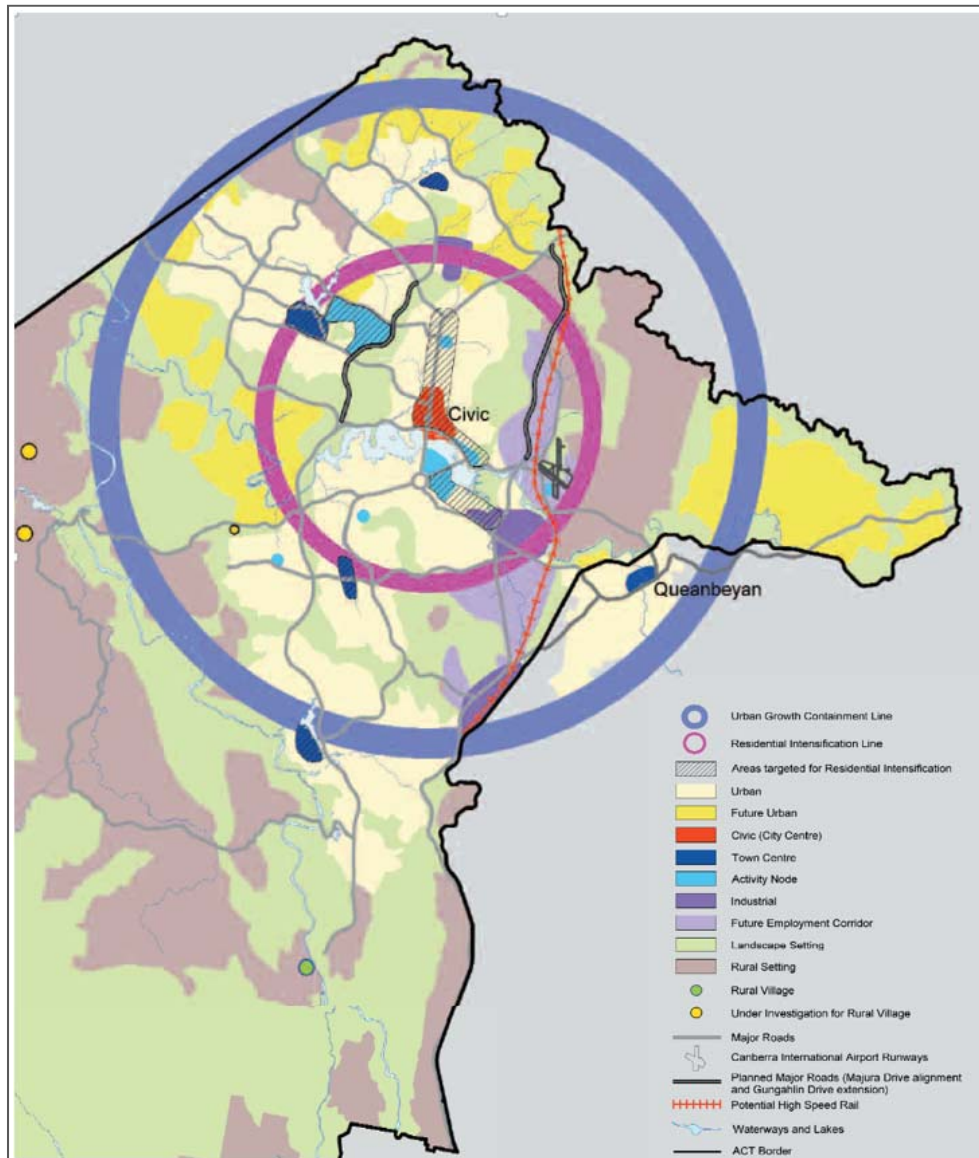 Civic
Queanbeyan
Urban Growth Containment Line
Residential Intensification Line
Areas targeted for Residential Intensification
Urban
Future Urban
Civic (City Centre)
Town Centre
Activity Node
Industrial
Future Employment Corridor
Landscape Setting
Rural Setting
Rural Village
Under Investigation for Rural Village
Major Roads
Canberra International Airport Runways
Planned Major Roads (Majura Drive alignment
and Gungahlin Drive extension)
Potential High Speed Rail
Waterways and Lakes
ACT Border